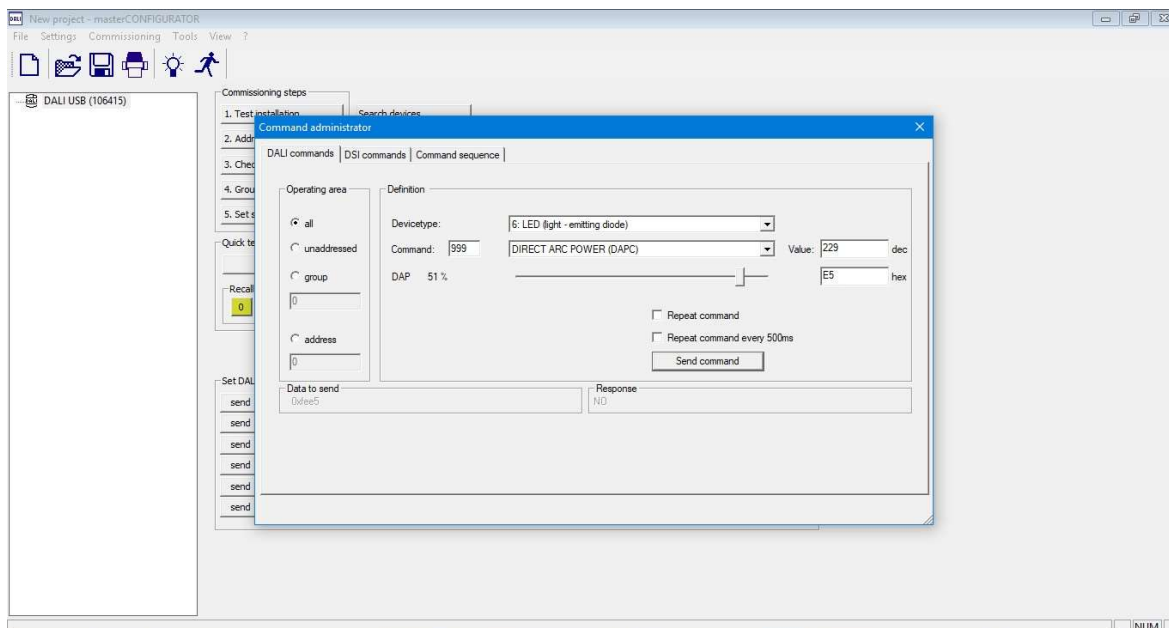 DALI New project - masterCONFIGURATOR
File Settings Commissioning Tools View ?
DALI USB (106415)
Commissioning steps
1. Test installation
Search devices
2. Addr
3. Chec
4. Grou
5. Set s
Quick te
Recall
0
Set DAL
send
send
send
send
send
send
Command administrator
DALI commands DSI commands Command sequence
Operating area
all
unaddressed
group
0
address
0
Definition
Devicetype: 6: LED (light - emitting diode)
Command: 999 DIRECT ARC POWER (DAPC) Value: 229 dec
DAP 51 % E5 hex
Repeat command
Repeat command every 500ms
Send command
Data to send
0xfee5
Response
NO
NUM